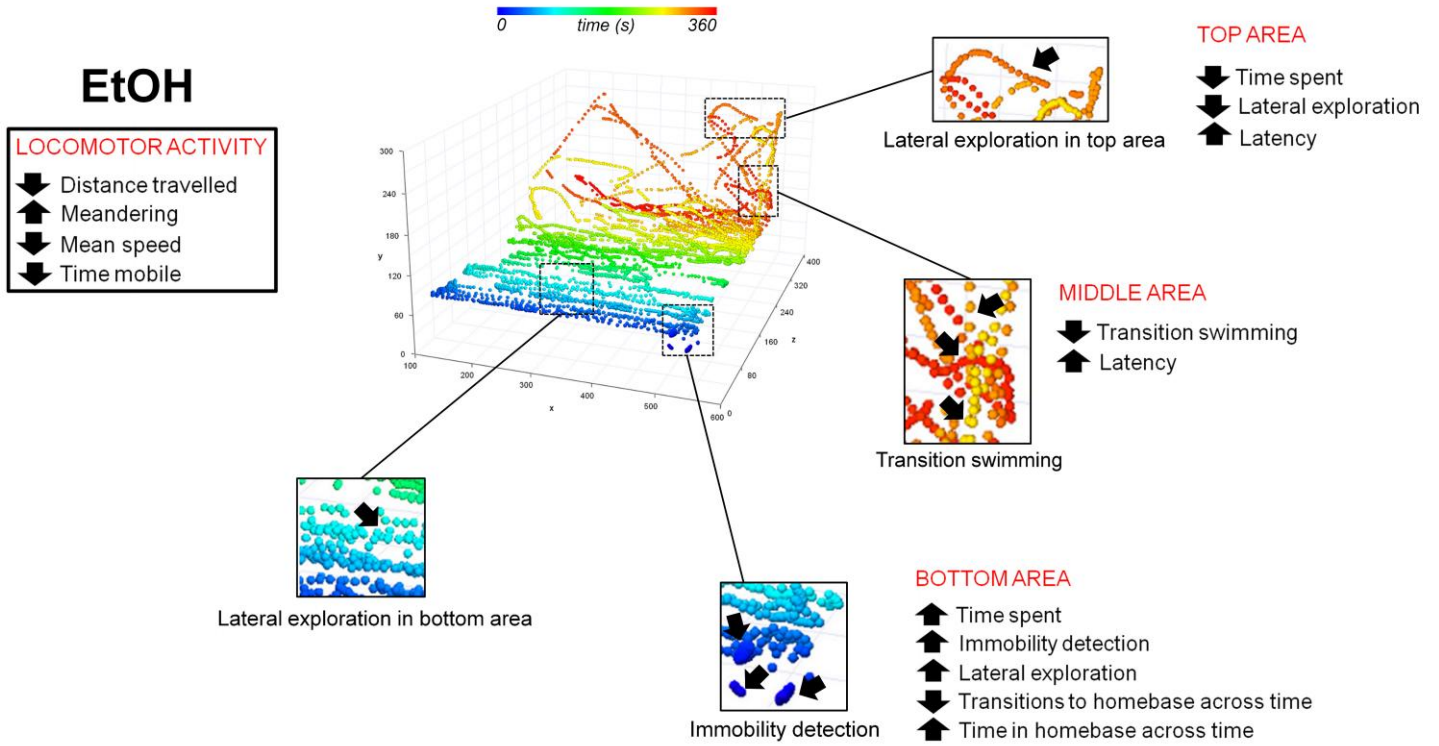 0 time (s) 360
EtOH
LOCOMOTOR ACTIVITY
Distance travelled
Meandering
Mean speed
Time mobile
300
240
180
y
120
60
0
100
200
300
400
500
600
x
0
80
160
z
240
320
400
Lateral exploration in top area
TOP AREA
Time spent
Lateral exploration
Latency
Transition swimming
MIDDLE AREA
Transition swimming
Latency
Lateral exploration in bottom area
Immobility detection
BOTTOM AREA
Time spent
Immobility detection
Lateral exploration
Transitions to homebase across time
Time in homebase across time